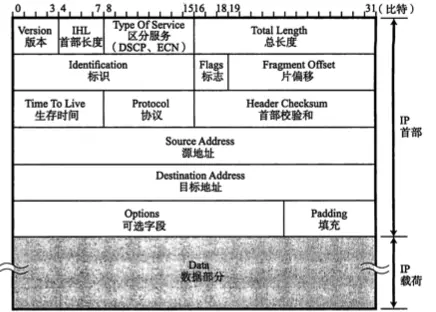 0 3 4 7 8 15 16 18 19 31(比特)
Version
版本
IHL
首部长度
Type Of Service
区分服务
(DSCP、ECN)
Total Length
总长度
Identification
标识
Flags
标志
Fragment Offset
片偏移
Time To Live
生存时间
Protocol
协议
Header Checksum
首部校验和
Source Address
源地址
Destination Address
目标地址
Options
可选字段
Padding
填充
IP
首部
Data
数据部分
IP
载荷